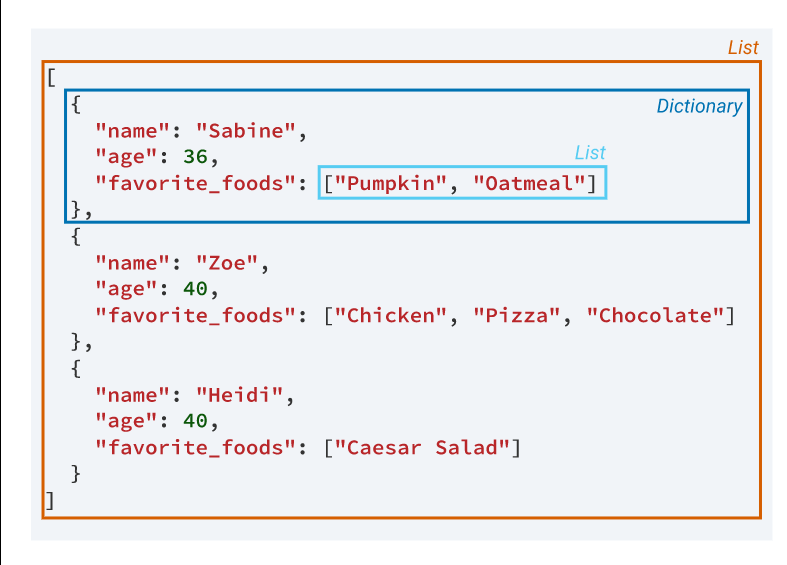 List
[
{
Dictionary
"name": "Sabine",
"age": 36,
List
"favorite_foods": ["Pumpkin", "Oatmeal"]
},
{
"name": "Zoe",
"age": 40,
"favorite_foods": ["Chicken", "Pizza", "Chocolate"]
},
{
"name": "Heidi",
"age": 40,
"favorite_foods": ["Caesar Salad"]
}
]